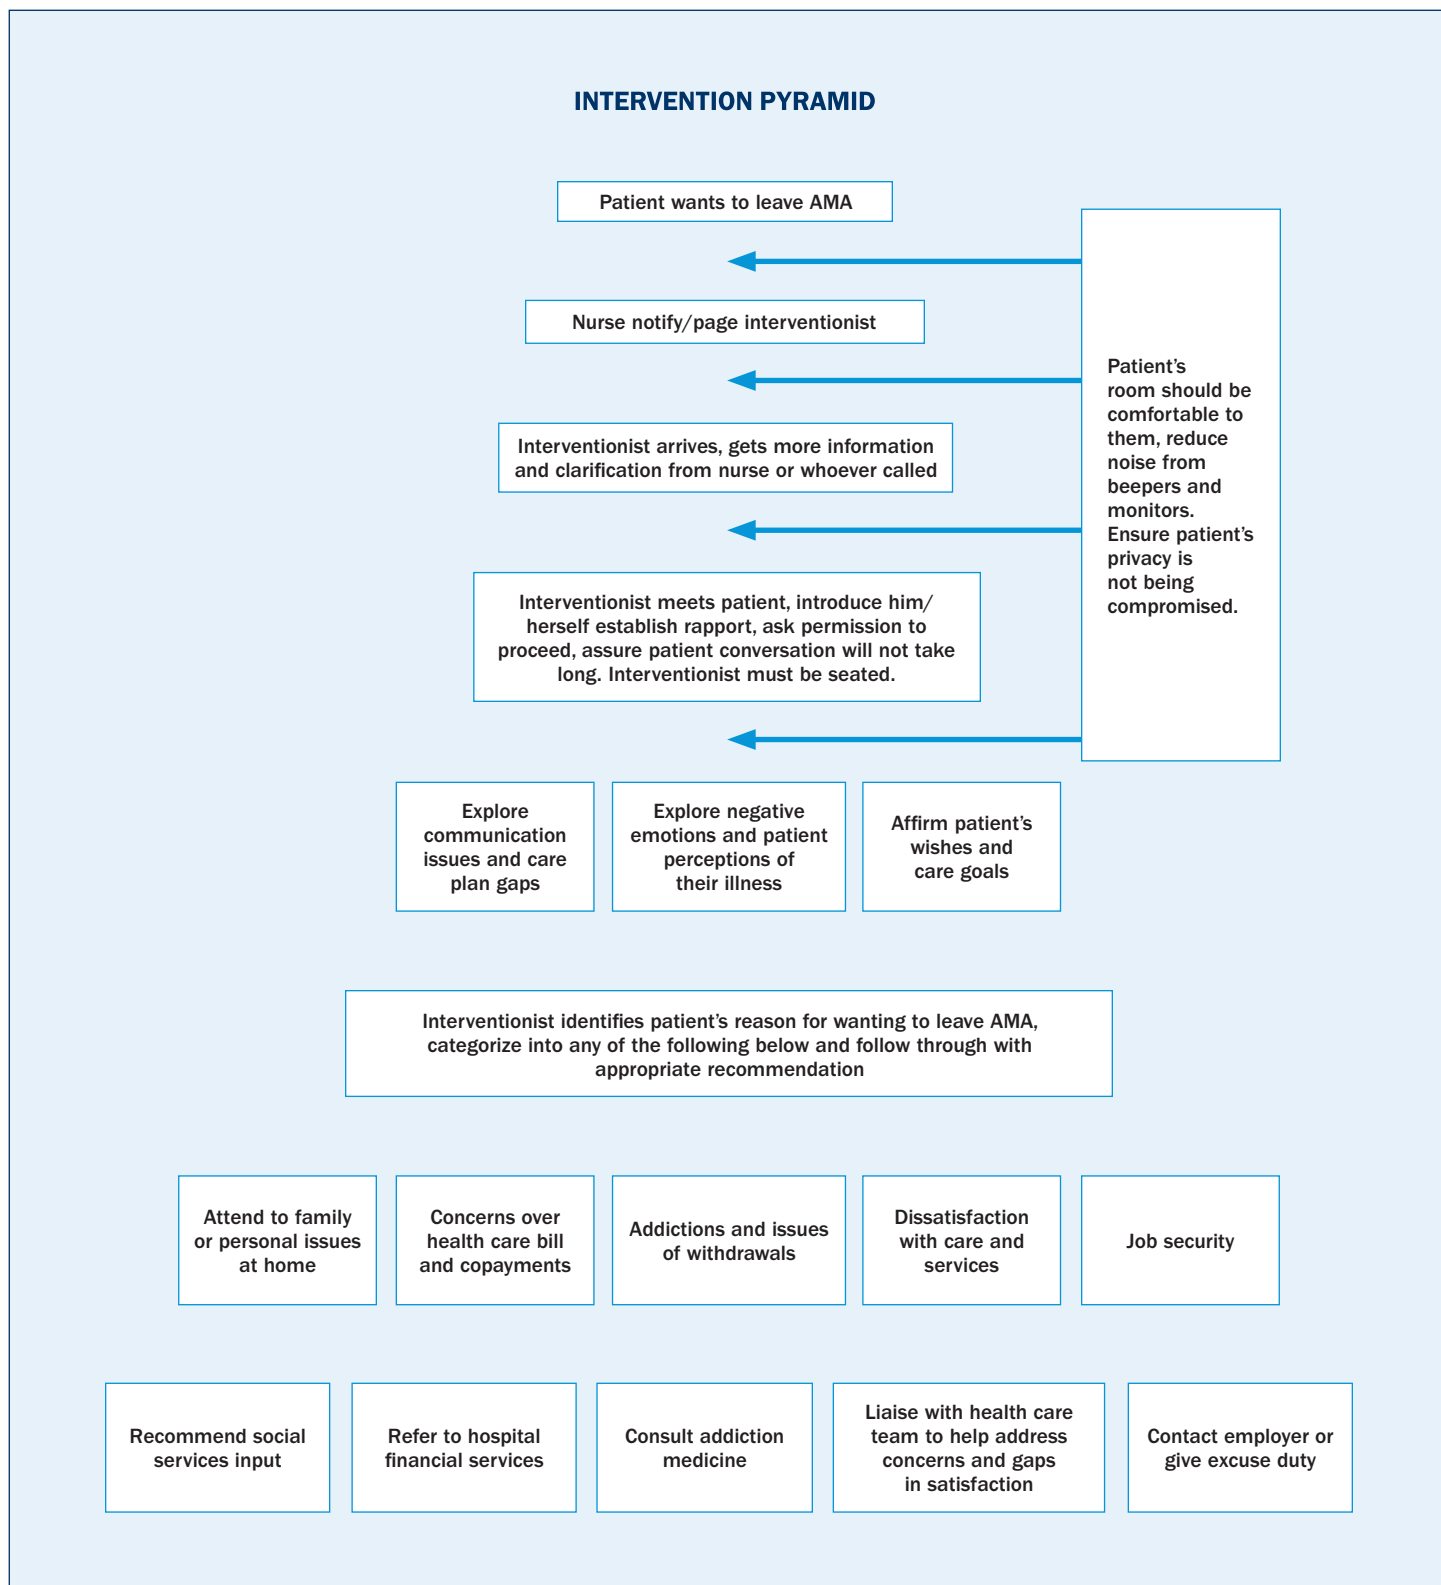 INTERVENTION PYRAMID
Patient wants to leave AMA
Nurse notify/page interventionist
Interventionist arrives, gets more information
and clarification from nurse or whoever called
Interventionist meets patient, introduce him/
herself establish rapport, ask permission to
proceed, assure patient conversation will not take
long. Interventionist must be seated.
Patient’s
room should be
comfortable to
them, reduce
noise from
beepers and
monitors.
Ensure patient’s
privacy is
not being
compromised.
Explore
communication
issues and care
plan gaps
Explore negative
emotions and patient
perceptions of
their illness
Affirm patient’s
wishes and
care goals
Interventionist identifies patient’s reason for wanting to leave AMA,
categorize into any of the following below and follow through with
appropriate recommendation
Attend to family
or personal issues
at home
Concerns over
health care bill
and copayments
Addictions and issues
of withdrawals
Dissatisfaction
with care and
services
Job security
Recommend social
services input
Refer to hospital
financial services
Consult addiction
medicine
Liaise with health care
team to help address
concerns and gaps
in satisfaction
Contact employer or
give excuse duty